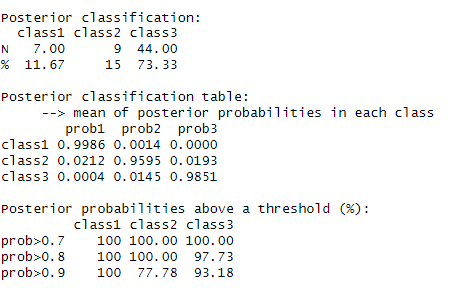 Posterior classification:
  class1 class2 class3
N   7.00      9  44.00
%  11.67     15  73.33

Posterior classification table:
     --> mean of posterior probabilities in each class
        prob1  prob2  prob3
class1 0.9986 0.0014 0.0000
class2 0.0212 0.9595 0.0193
class3 0.0004 0.0145 0.9851

Posterior probabilities above a threshold (%):
         class1 class2 class3
prob>0.7    100 100.00 100.00
prob>0.8    100 100.00  97.73
prob>0.9    100  77.78  93.18